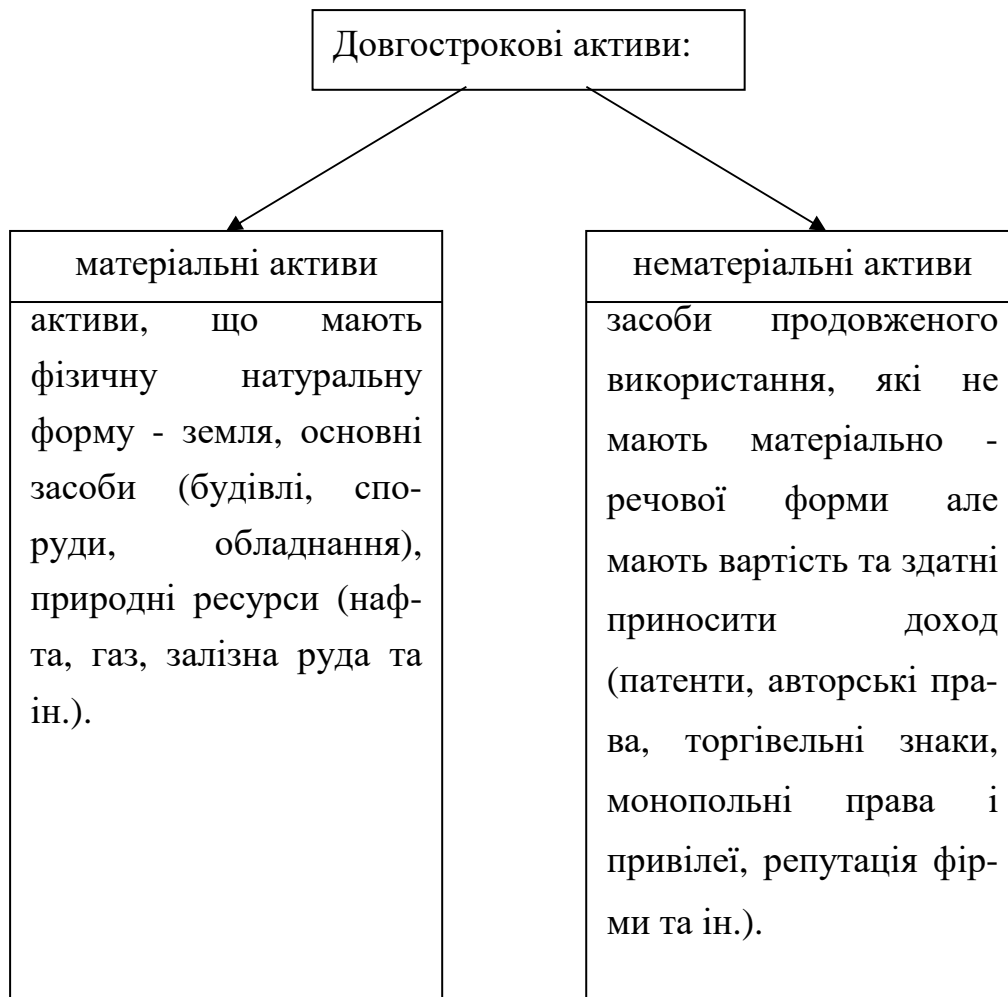 Довгострокові активи:
матеріальні активи
активи, що мають
фізичну натуральну
форму - земля, основні
засоби (будівлі, спо-
руди, обладнання),
природні ресурси (наф-
та, газ, залізна руда та
ін.).
нематеріальні активи
засоби продовженого
використання, які не
мають матеріально -
речової форми але
мають вартість та здатні
приносити доход
(патенти, авторські пра-
ва, торгівельні знаки,
монопольні права і
привілеї, репутація фір-
ми та ін.).